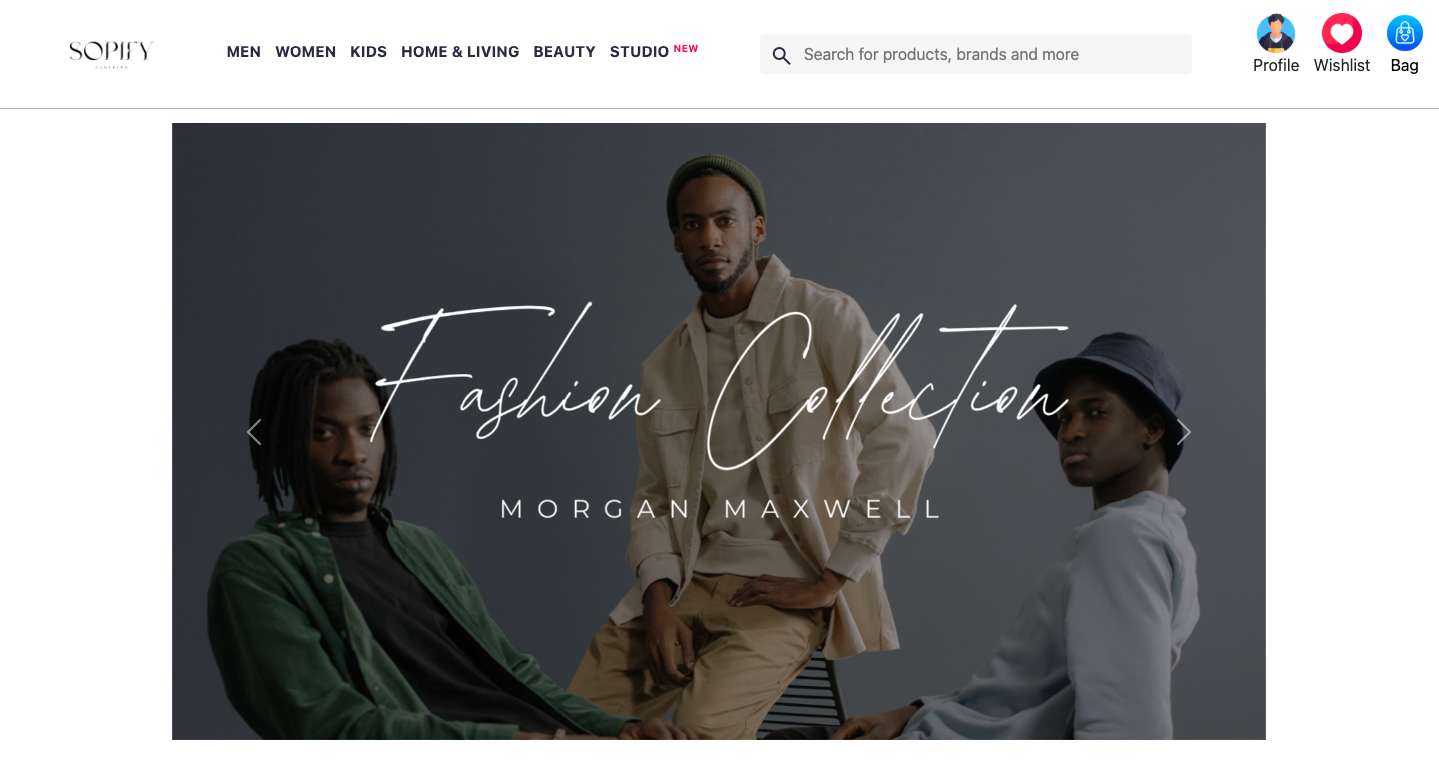 SOPIFY
CLOTHING
MEN WOMEN KIDS HOME & LIVING BEAUTY STUDIO NEW
Search for products, brands and more
Profile Wishlist Bag
Fashion Collection
MORGAN MAXWELL